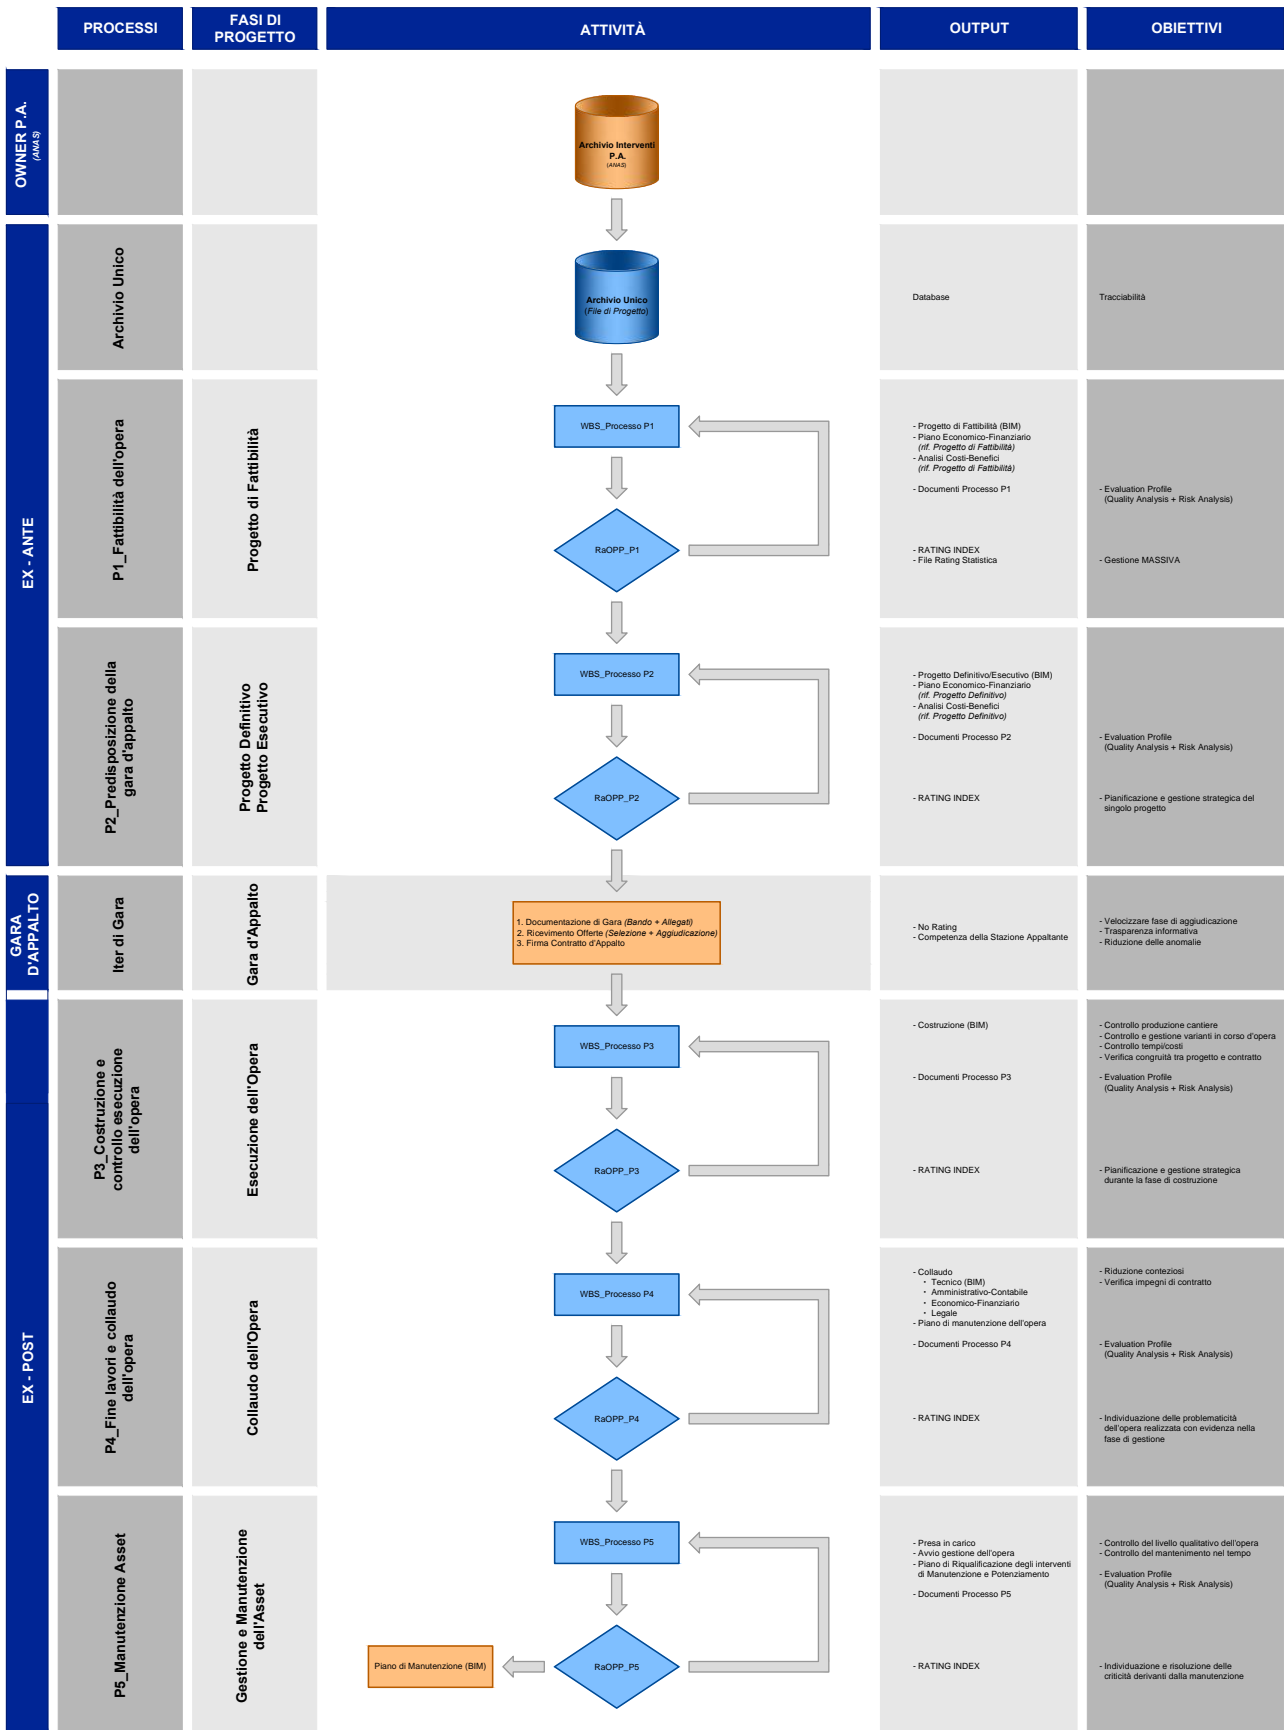 PROCESSI
FASI DI
PROGETTO
ATTIVITÀ
OUTPUT
OBIETTIVI
OWNER P.A.
(ANAS)
Archivio Interventi
P.A.
(ANAS)
EX - ANTE
Archivio Unico
Archivio Unico
(File di Progetto)
Database
Tracciabilità
P1_Fattibilità dell'opera
Progetto di Fattibilità
WBS_Processo P1
RaOPP_P1
- Progetto di Fattibilità (BIM)
- Piano Economico-Finanziario
(rif. Progetto di Fattibilità)
- Analisi Costi-Benefici
(rif. Progetto di Fattibilità)
- Documenti Processo P1
- RATING INDEX
- File Rating Statistica
- Evaluation Profile
(Quality Analysis + Risk Analysis)
- Gestione MASSIVA
P2_Predisposizione della
gara d'appalto
Progetto Definitivo
Progetto Esecutivo
WBS_Processo P2
RaOPP_P2
- Progetto Definitivo/Esecutivo (BIM)
- Piano Economico-Finanziario
(rif. Progetto Definitivo)
- Analisi Costi-Benefici
(rif. Progetto Definitivo)
- Documenti Processo P2
- RATING INDEX
- Evaluation Profile
(Quality Analysis + Risk Analysis)
- Pianificazione e gestione strategica del
singolo progetto
GARA
D'APPALTO
Iter di Gara
Gara d'Appalto
1. Documentazione di Gara (Bando + Allegati)
2. Ricevimento Offerte (Selezione + Aggiudicazione)
3. Firma Contratto d'Appalto
- No Rating
- Competenza della Stazione Appaltante
- Velocizzare fase di aggiudicazione
- Trasparenza informativa
- Riduzione delle anomalie
EX - POST
P3_Costruzione e
controllo esecuzione
dell'opera
Esecuzione dell'Opera
WBS_Processo P3
RaOPP_P3
- Costruzione (BIM)
- Documenti Processo P3
- RATING INDEX
- Controllo produzione cantiere
- Controllo e gestione varianti in corso d'opera
- Controllo tempi/costi
- Verifica congruità tra progetto e contratto
- Evaluation Profile
(Quality Analysis + Risk Analysis)
- Pianificazione e gestione strategica
durante la fase di costruzione
P4_Fine lavori e collaudo
dell'opera
Collaudo dell'Opera
WBS_Processo P4
RaOPP_P4
- Collaudo
• Tecnico (BIM)
• Amministrativo-Contabile
• Economico-Finanziario
• Legale
- Piano di manutenzione dell'opera
- Documenti Processo P4
- RATING INDEX
- Riduzione conteziosi
- Verifica impegni di contratto
- Evaluation Profile
(Quality Analysis + Risk Analysis)
- Individuazione delle problematicità
dell'opera realizzata con evidenza nella
fase di gestione
P5_Manutenzione Asset
Gestione e Manutenzione
dell'Asset
WBS_Processo P5
RaOPP_P5
Piano di Manutenzione (BIM)
- Presa in carico
- Avvio gestione dell'opera
- Piano di Riqualificazione degli interventi
di Manutenzione e Potenziamento
- Documenti Processo P5
- RATING INDEX
- Controllo del livello qualitativo dell'opera
- Controllo del mantenimento nel tempo
- Evaluation Profile
(Quality Analysis + Risk Analysis)
- Individuazione e risoluzione delle
criticità derivanti dalla manutenzione